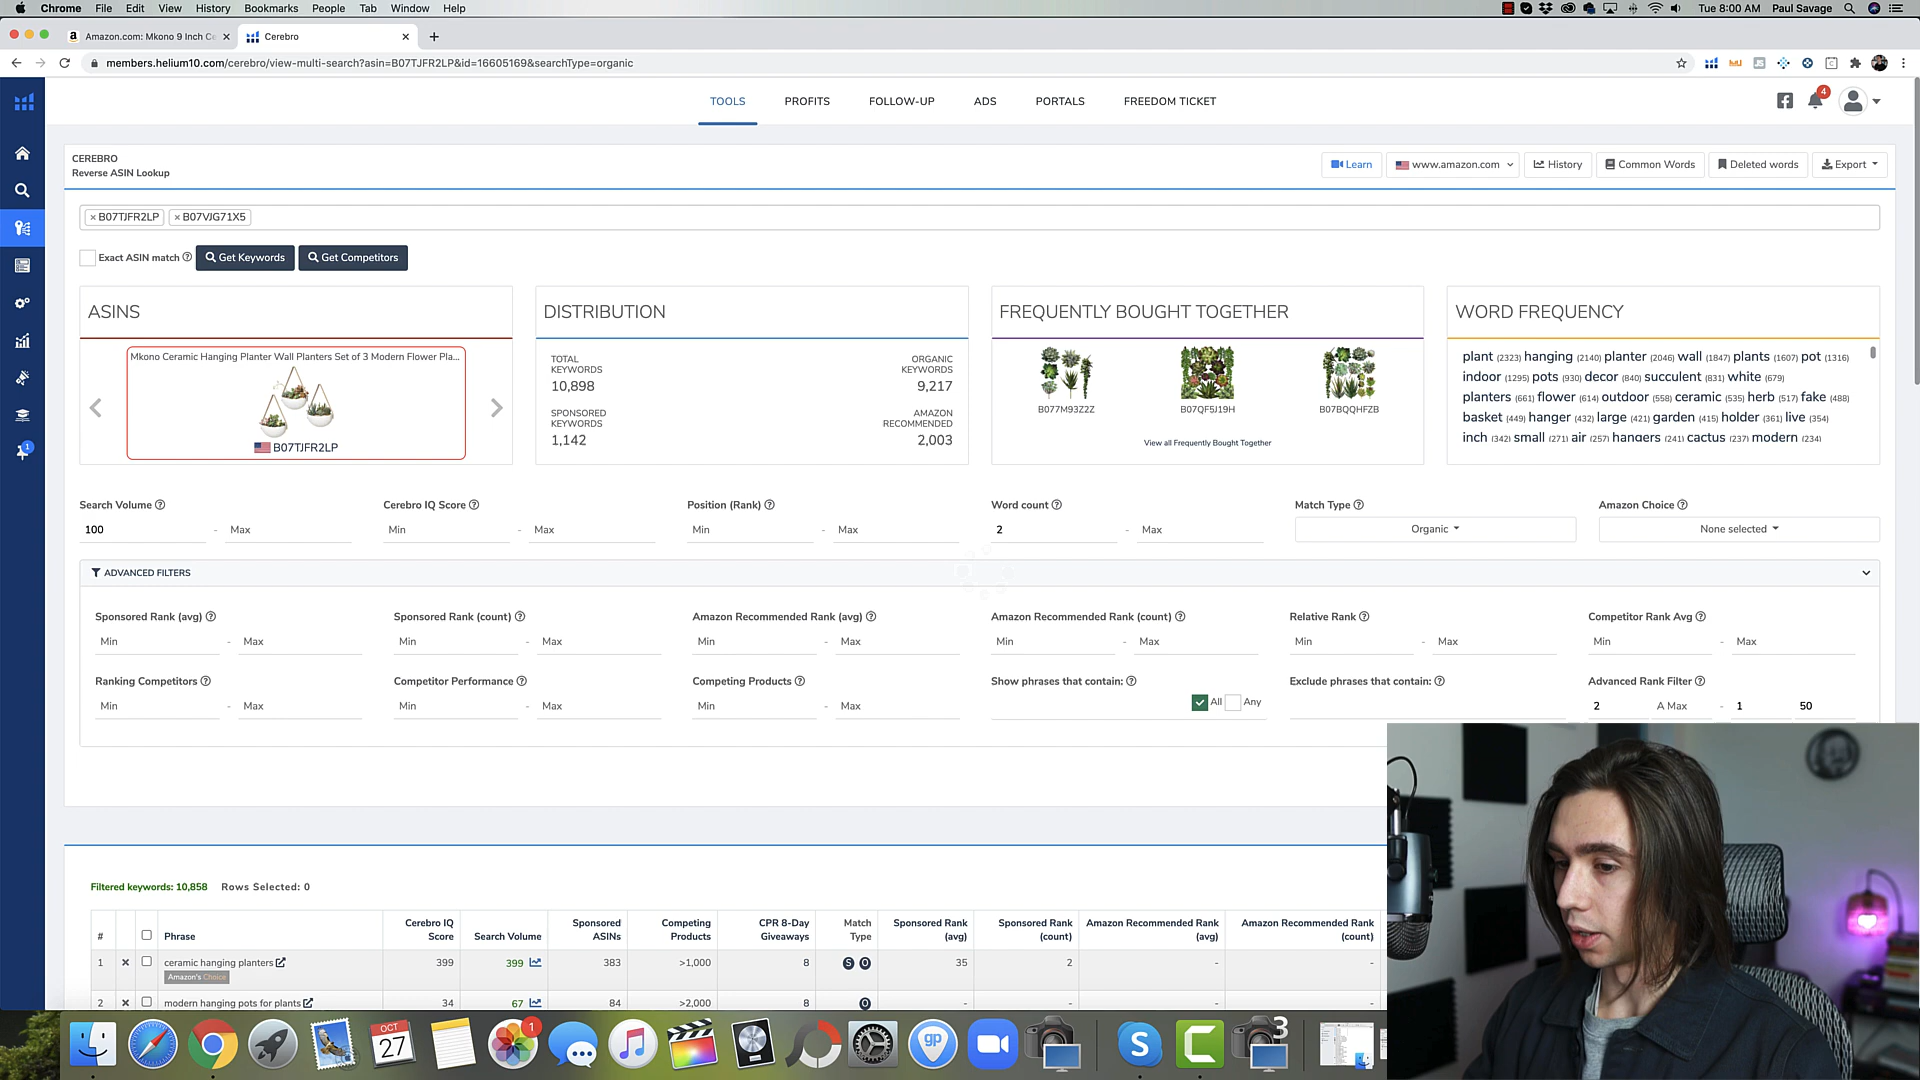 Chrome File Edit View History Bookmarks People Tab Window Help
Tue 8:00 AM Paul Savage
Amazon.com: Mkono 9 Inch Ce
Cerebro
members.helium10.com/cerebro/view-multi-search?asin=B07TJFR2LP&id=16605169&searchType=organic
TOOLS PROFITS FOLLOW-UP ADS PORTALS FREEDOM TICKET
4
CEREBRO
Reverse ASIN Lookup
Learn www.amazon.com History Common Words Deleted words Export
× B07TJFR2LP × B07VJG71X5
Exact ASIN match Get Keywords Get Competitors
ASINS
Mkono Ceramic Hanging Planter Wall Planters Set of 3 Modern Flower Pla...
B07TJFR2LP
DISTRIBUTION
TOTAL KEYWORDS
10,898
ORGANIC KEYWORDS
9,217
SPONSORED KEYWORDS
1,142
AMAZON RECOMMENDED
2,003
FREQUENTLY BOUGHT TOGETHER
B077M93Z2Z B07QF5J19H B07BQQHFZB
View all Frequently Bought Together
WORD FREQUENCY
plant (2323) hanging (2140) planter (2046) wall (1847) plants (1607) pot (1316)
indoor (1295) pots (930) decor (840) succulent (831) white (679)
planters (661) flower (614) outdoor (558) ceramic (535) herb (517) fake (488)
basket (449) hanger (432) large (421) garden (415) holder (361) live (354)
inch (342) small (271) air (257) hangers (241) cactus (237) modern (234)
1
Search Volume Cerebro IQ Score Position (Rank) Word count Match Type Amazon Choice
100 - Max Min - Max Min - Max 2 - Max Organic None selected
ADVANCED FILTERS
Sponsored Rank (avg) Sponsored Rank (count) Amazon Recommended Rank (avg) Amazon Recommended Rank (count) Relative Rank Competitor Rank Avg
Min - Max Min - Max Min - Max Min - Max Min - Max Min - Max
Ranking Competitors Competitor Performance Competing Products Show phrases that contain: Exclude phrases that contain: Advanced Rank Filter
Min - Max Min - Max Min - Max All Any 2 A Max - 1 50
Filtered keywords: 10,858 Rows Selected: 0
# Phrase Cerebro IQ Score Search Volume Sponsored ASINs Competing Products CPR 8-Day Giveaways Match Type Sponsored Rank (avg) Sponsored Rank (count) Amazon Recommended Rank (avg) Amazon Recommended Rank (count)
1 × ceramic hanging planters 399 399 383 >1,000 8 S O 35 2 - -
Amazon's Choice
2 × modern hanging pots for plants 34 67 84 >2,000 8 O - - - -
OCT
27
1
gp
S
C
3